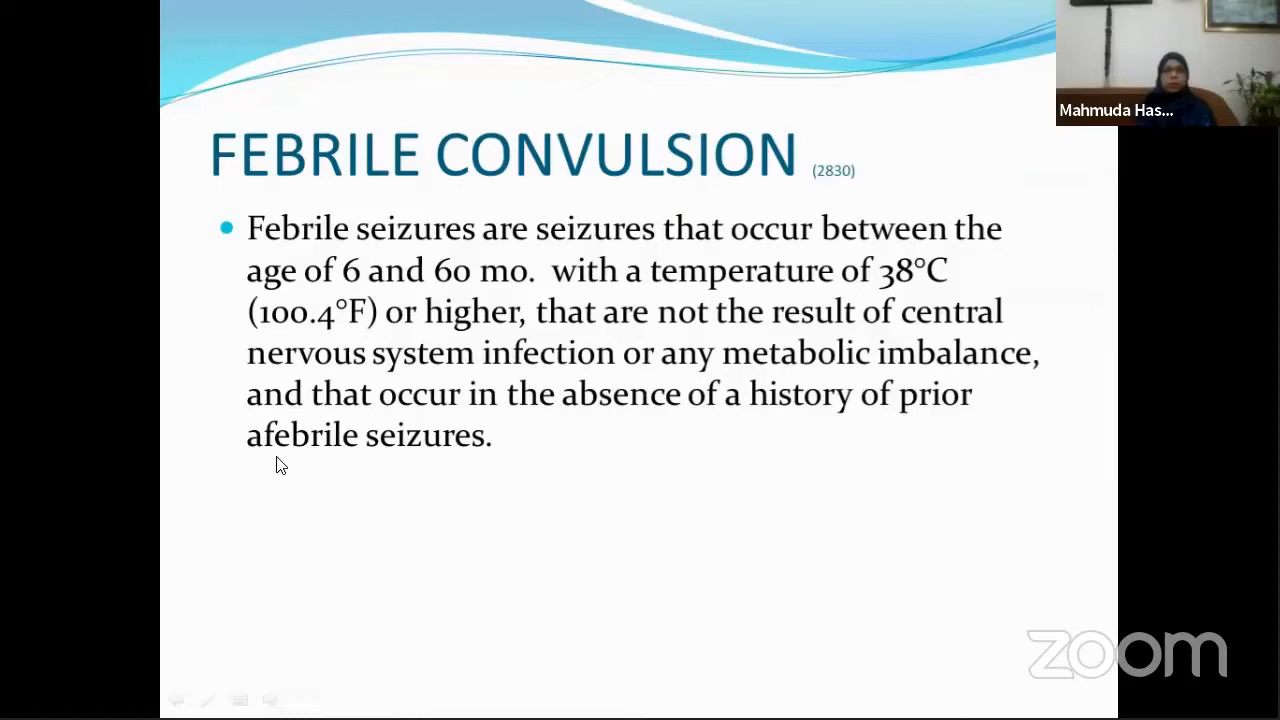 Mahmuda Has...
FEBRILE CONVULSION (2830)
Febrile seizures are seizures that occur between the
age of 6 and 60 mo. with a temperature of 38°C
(100.4°F) or higher, that are not the result of central
nervous system infection or any metabolic imbalance,
and that occur in the absence of a history of prior
afebrile seizures.
zoom